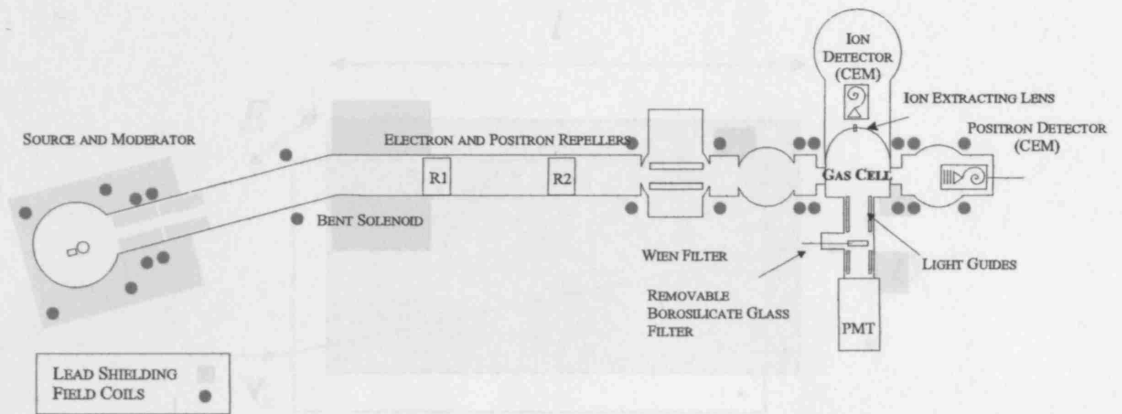 ION
DETECTOR
(CEM)
ION EXTRACTING LENS
SOURCE AND MODERATOR
ELECTRON AND POSITRON REPELLERS
POSITRON DETECTOR
(CEM)
R1
R2
GAS CELL
BENT SOLENOID
WIEN FILTER
LIGHT GUIDES
REMOVABLE
BOROSILICATE GLASS
FILTER
PMT
LEAD SHIELDING
FIELD COILS